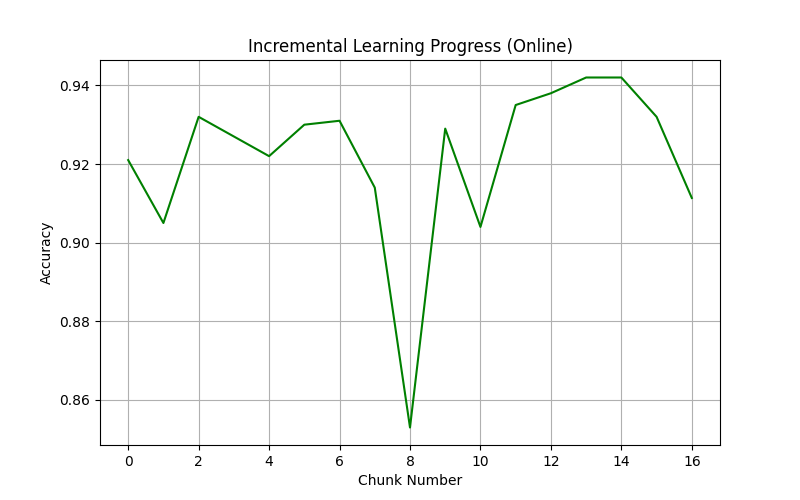 Incremental Learning Progress (Online)
0.94
0.92
0.90
0.88
0.86
Accuracy
0 2 4 6 8 10 12 14 16
Chunk Number